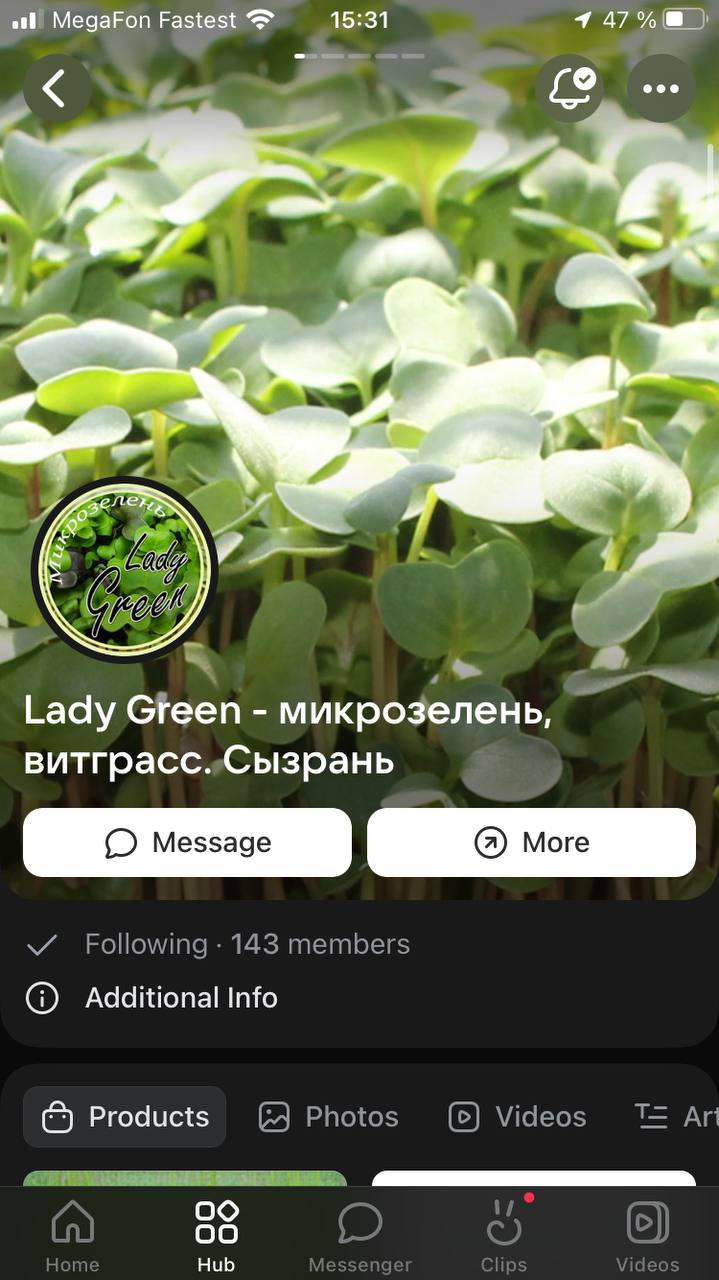 MegaFon Fastest 15:31 47 %
Микрозелень
Lady
Green
Lady Green - микрозелень,
витграсс. Сызрань
Message More
Following · 143 members
Additional Info
Products Photos Videos Art
Home Hub Messenger Clips Videos